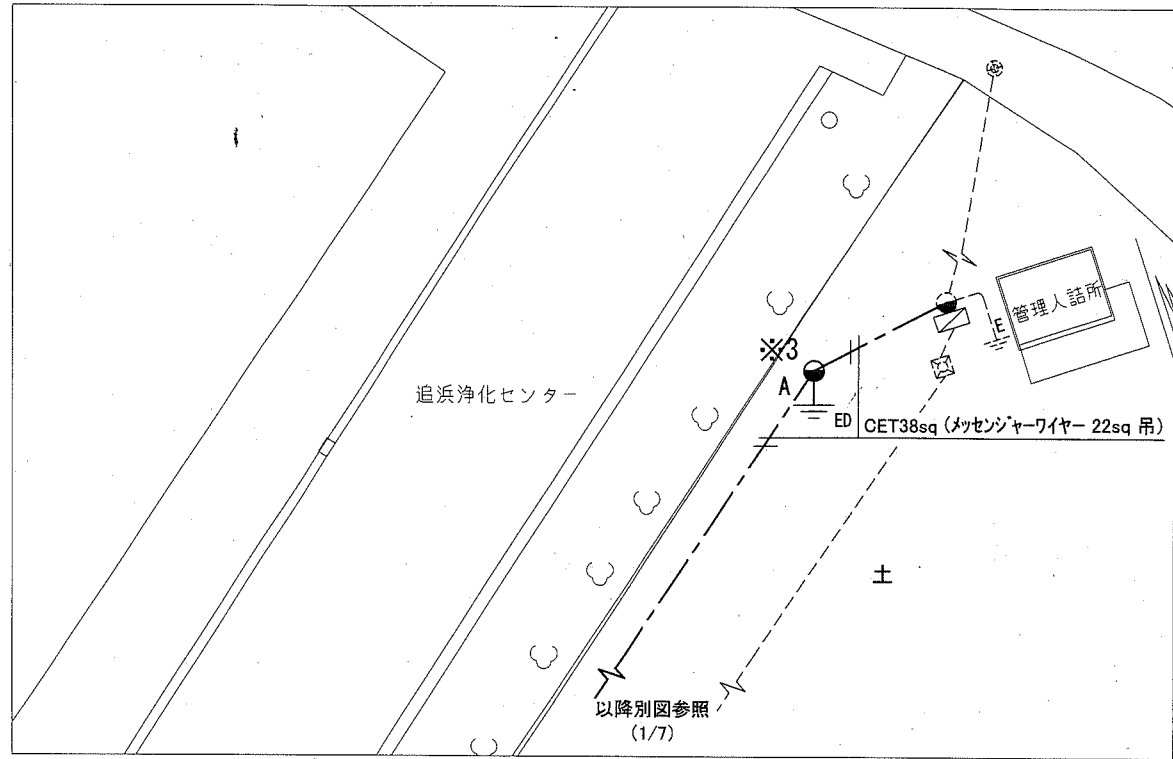 管理人詰所
E
※3
A
追浜浄化センター
ED
CET38sq (メッセンジャーワイヤー 22sq 吊)
土
以降別図参照
(1/7)